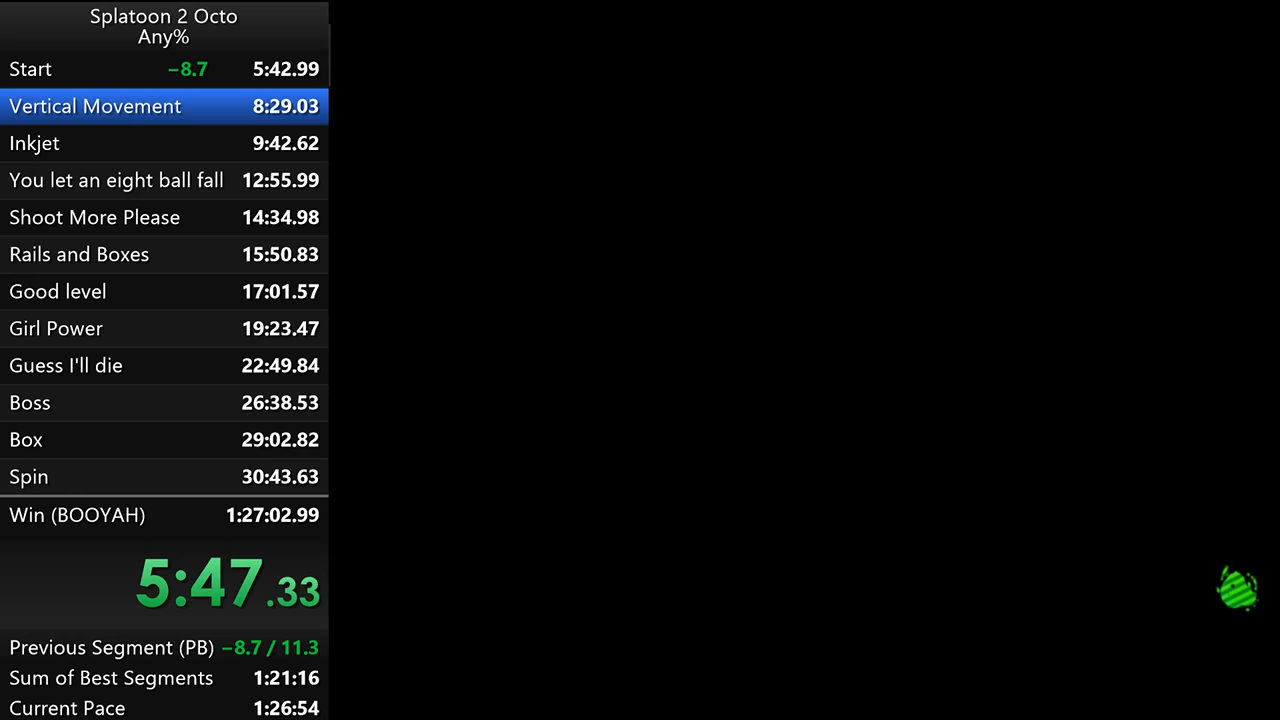 Splatoon 2 Octo
Any%
Start −8.7 5:42.99
Vertical Movement 8:29.03
Inkjet 9:42.62
You let an eight ball fall 12:55.99
Shoot More Please 14:34.98
Rails and Boxes 15:50.83
Good level 17:01.57
Girl Power 19:23.47
Guess I'll die 22:49.84
Boss 26:38.53
Box 29:02.82
Spin 30:43.63
Win (BOOYAH) 1:27:02.99
5:47.33
Previous Segment (PB) −8.7 / 11.3
Sum of Best Segments 1:21:16
Current Pace 1:26:54